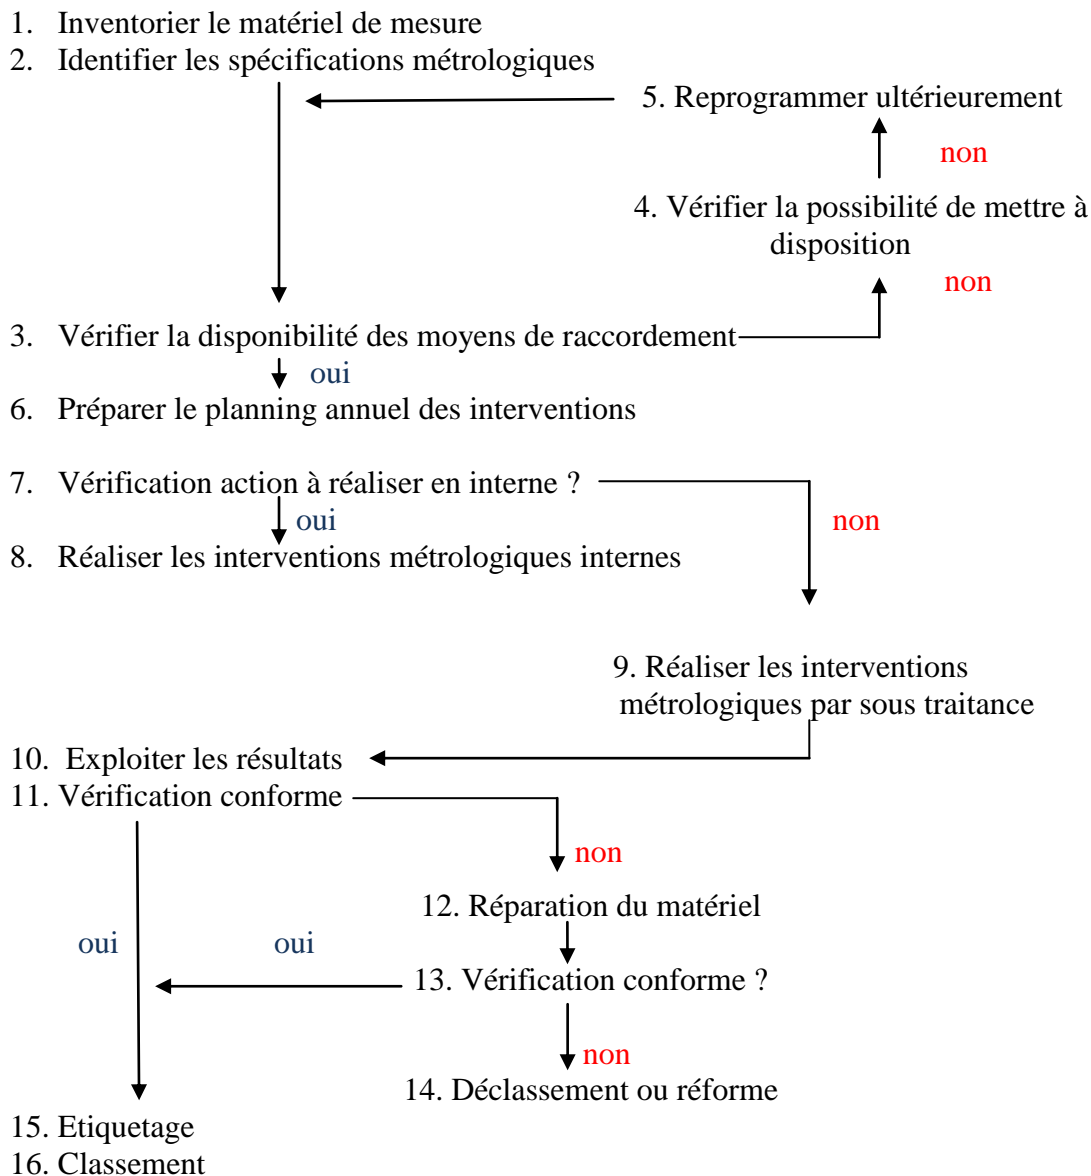 1. Inventorier le matériel de mesure
2. Identifier les spécifications métrologiques
5. Reprogrammer ultérieurement
non
4. Vérifier la possibilité de mettre à
disposition
non
3. Vérifier la disponibilité des moyens de raccordement
oui
6. Préparer le planning annuel des interventions
7. Vérification action à réaliser en interne ?
oui
non
8. Réaliser les interventions métrologiques internes
9. Réaliser les interventions
métrologiques par sous traitance
10. Exploiter les résultats
11. Vérification conforme
non
12. Réparation du matériel
oui
oui
13. Vérification conforme ?
non
14. Déclassement ou réforme
15. Etiquetage
16. Classement